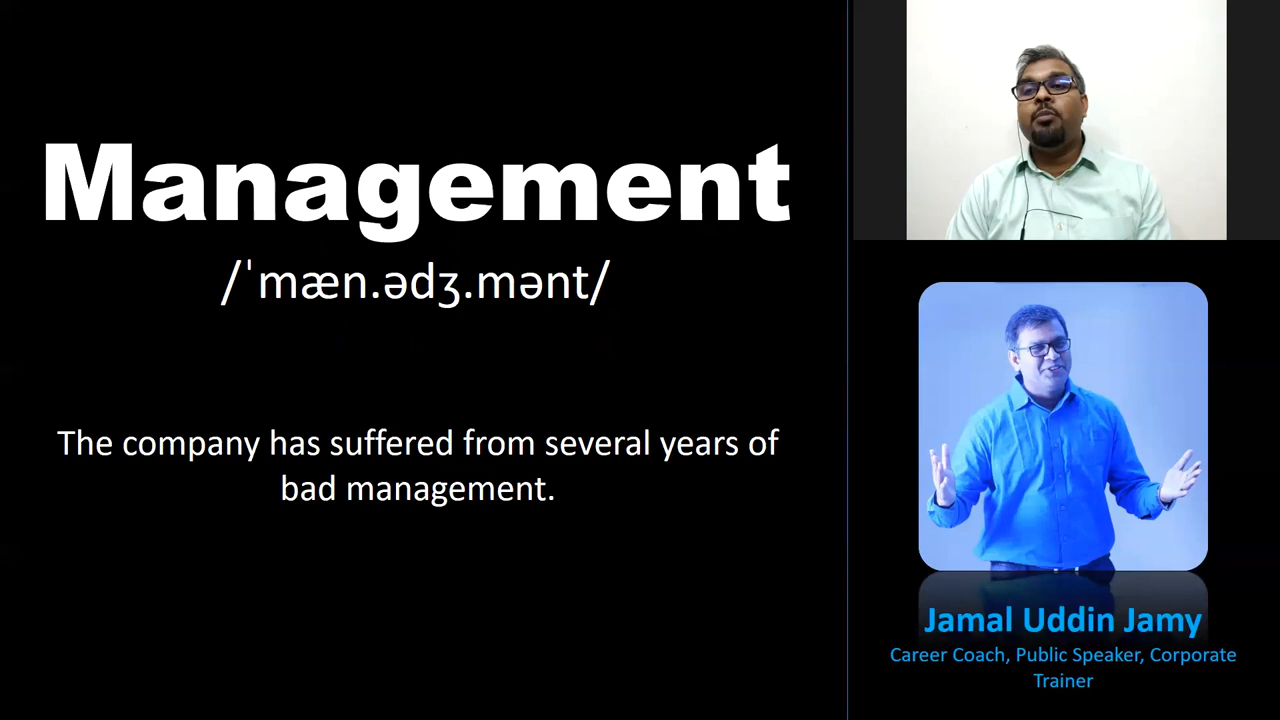 Management
/ˈmæn.ədʒ.mənt/
The company has suffered from several years of
bad management.
Jamal Uddin Jamy
Career Coach, Public Speaker, Corporate
Trainer